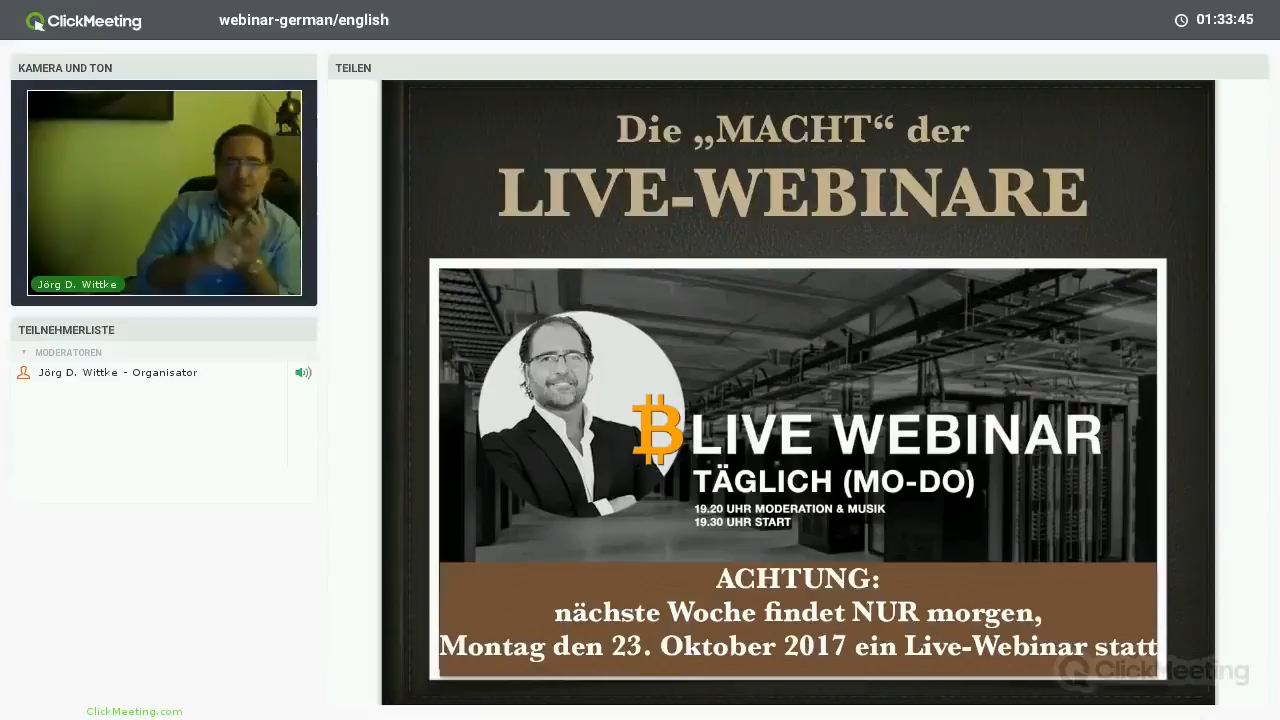 ClickMeeting
webinar-german/english
01:33:45
KAMERA UND TON
Jörg D. Wittke
TEILNEHMERLISTE
MODERATOREN
Jörg D. Wittke - Organisator
ClickMeeting.com
TEILEN
Die „MACHT“ der
LIVE-WEBINARE
LIVE WEBINAR
TÄGLICH (MO-DO)
19.20 UHR MODERATION & MUSIK
19.30 UHR START
ACHTUNG:
nächste Woche findet NUR morgen,
Montag den 23. Oktober 2017 ein Live-Webinar statt
ClickMeeting